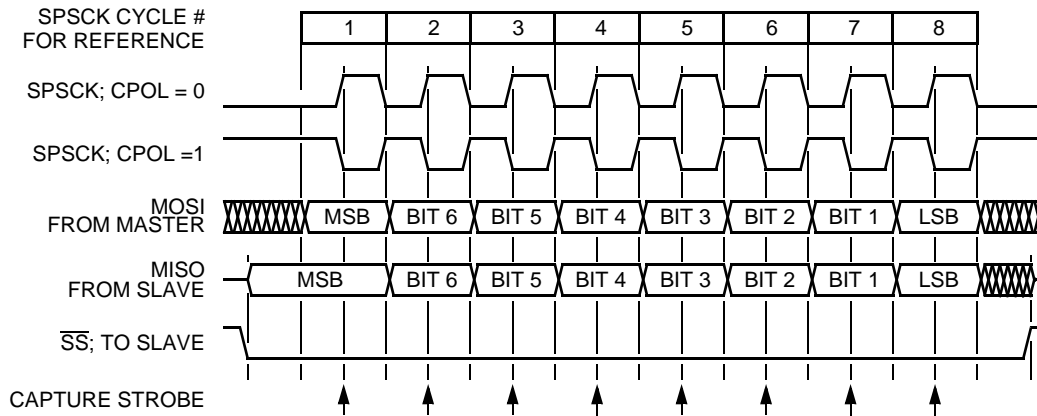 SPSCK CYCLE #
FOR REFERENCE
1 2 3 4 5 6 7 8
SPSCK; CPOL = 0
SPSCK; CPOL =1
MOSI
FROM MASTER
MSB BIT 6 BIT 5 BIT 4 BIT 3 BIT 2 BIT 1 LSB
MISO
FROM SLAVE
MSB BIT 6 BIT 5 BIT 4 BIT 3 BIT 2 BIT 1 LSB
S̅S̅; TO SLAVE
CAPTURE STROBE